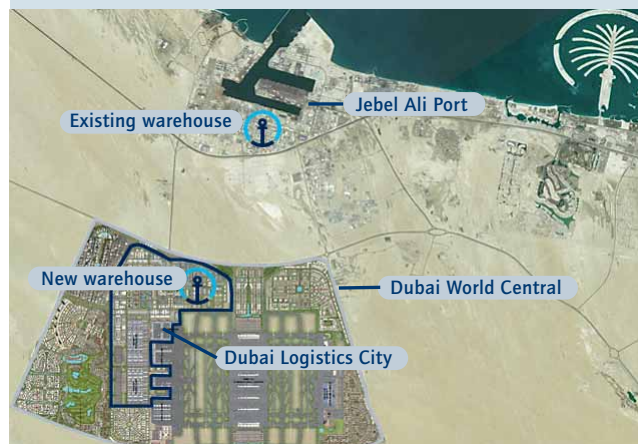 Jebel Ali Port
Existing warehouse
New warehouse
Dubai World Central
Dubai Logistics City